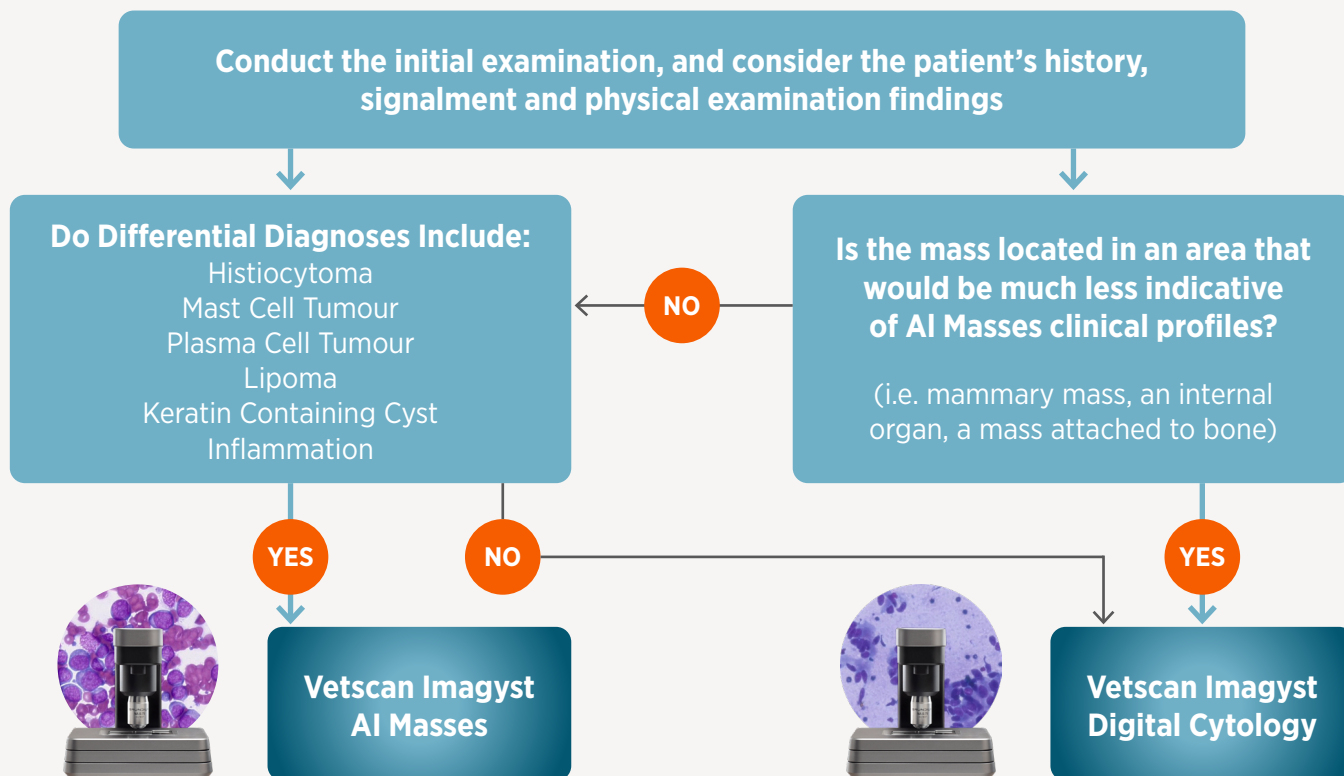 Conduct the initial examination, and consider the patient's history,
signalment and physical examination findings
Do Differential Diagnoses Include:
Histiocytoma
Mast Cell Tumour
Plasma Cell Tumour
Lipoma
Keratin Containing Cyst
Inflammation
NO
Is the mass located in an area that
would be much less indicative
of AI Masses clinical profiles?
(i.e. mammary mass, an internal
organ, a mass attached to bone)
YES
NO
YES
Vetscan Imagyst
AI Masses
Vetscan Imagyst
Digital Cytology